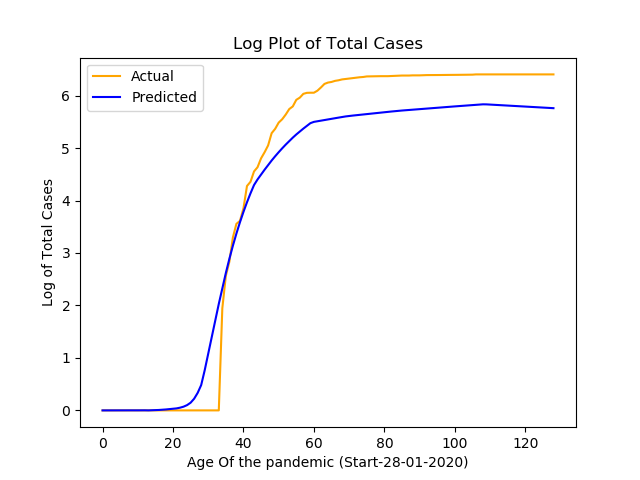 Log Plot of Total Cases
Actual
Predicted
Log of Total Cases
6
5
4
3
2
1
0
0 20 40 60 80 100 120
Age Of the pandemic (Start-28-01-2020)